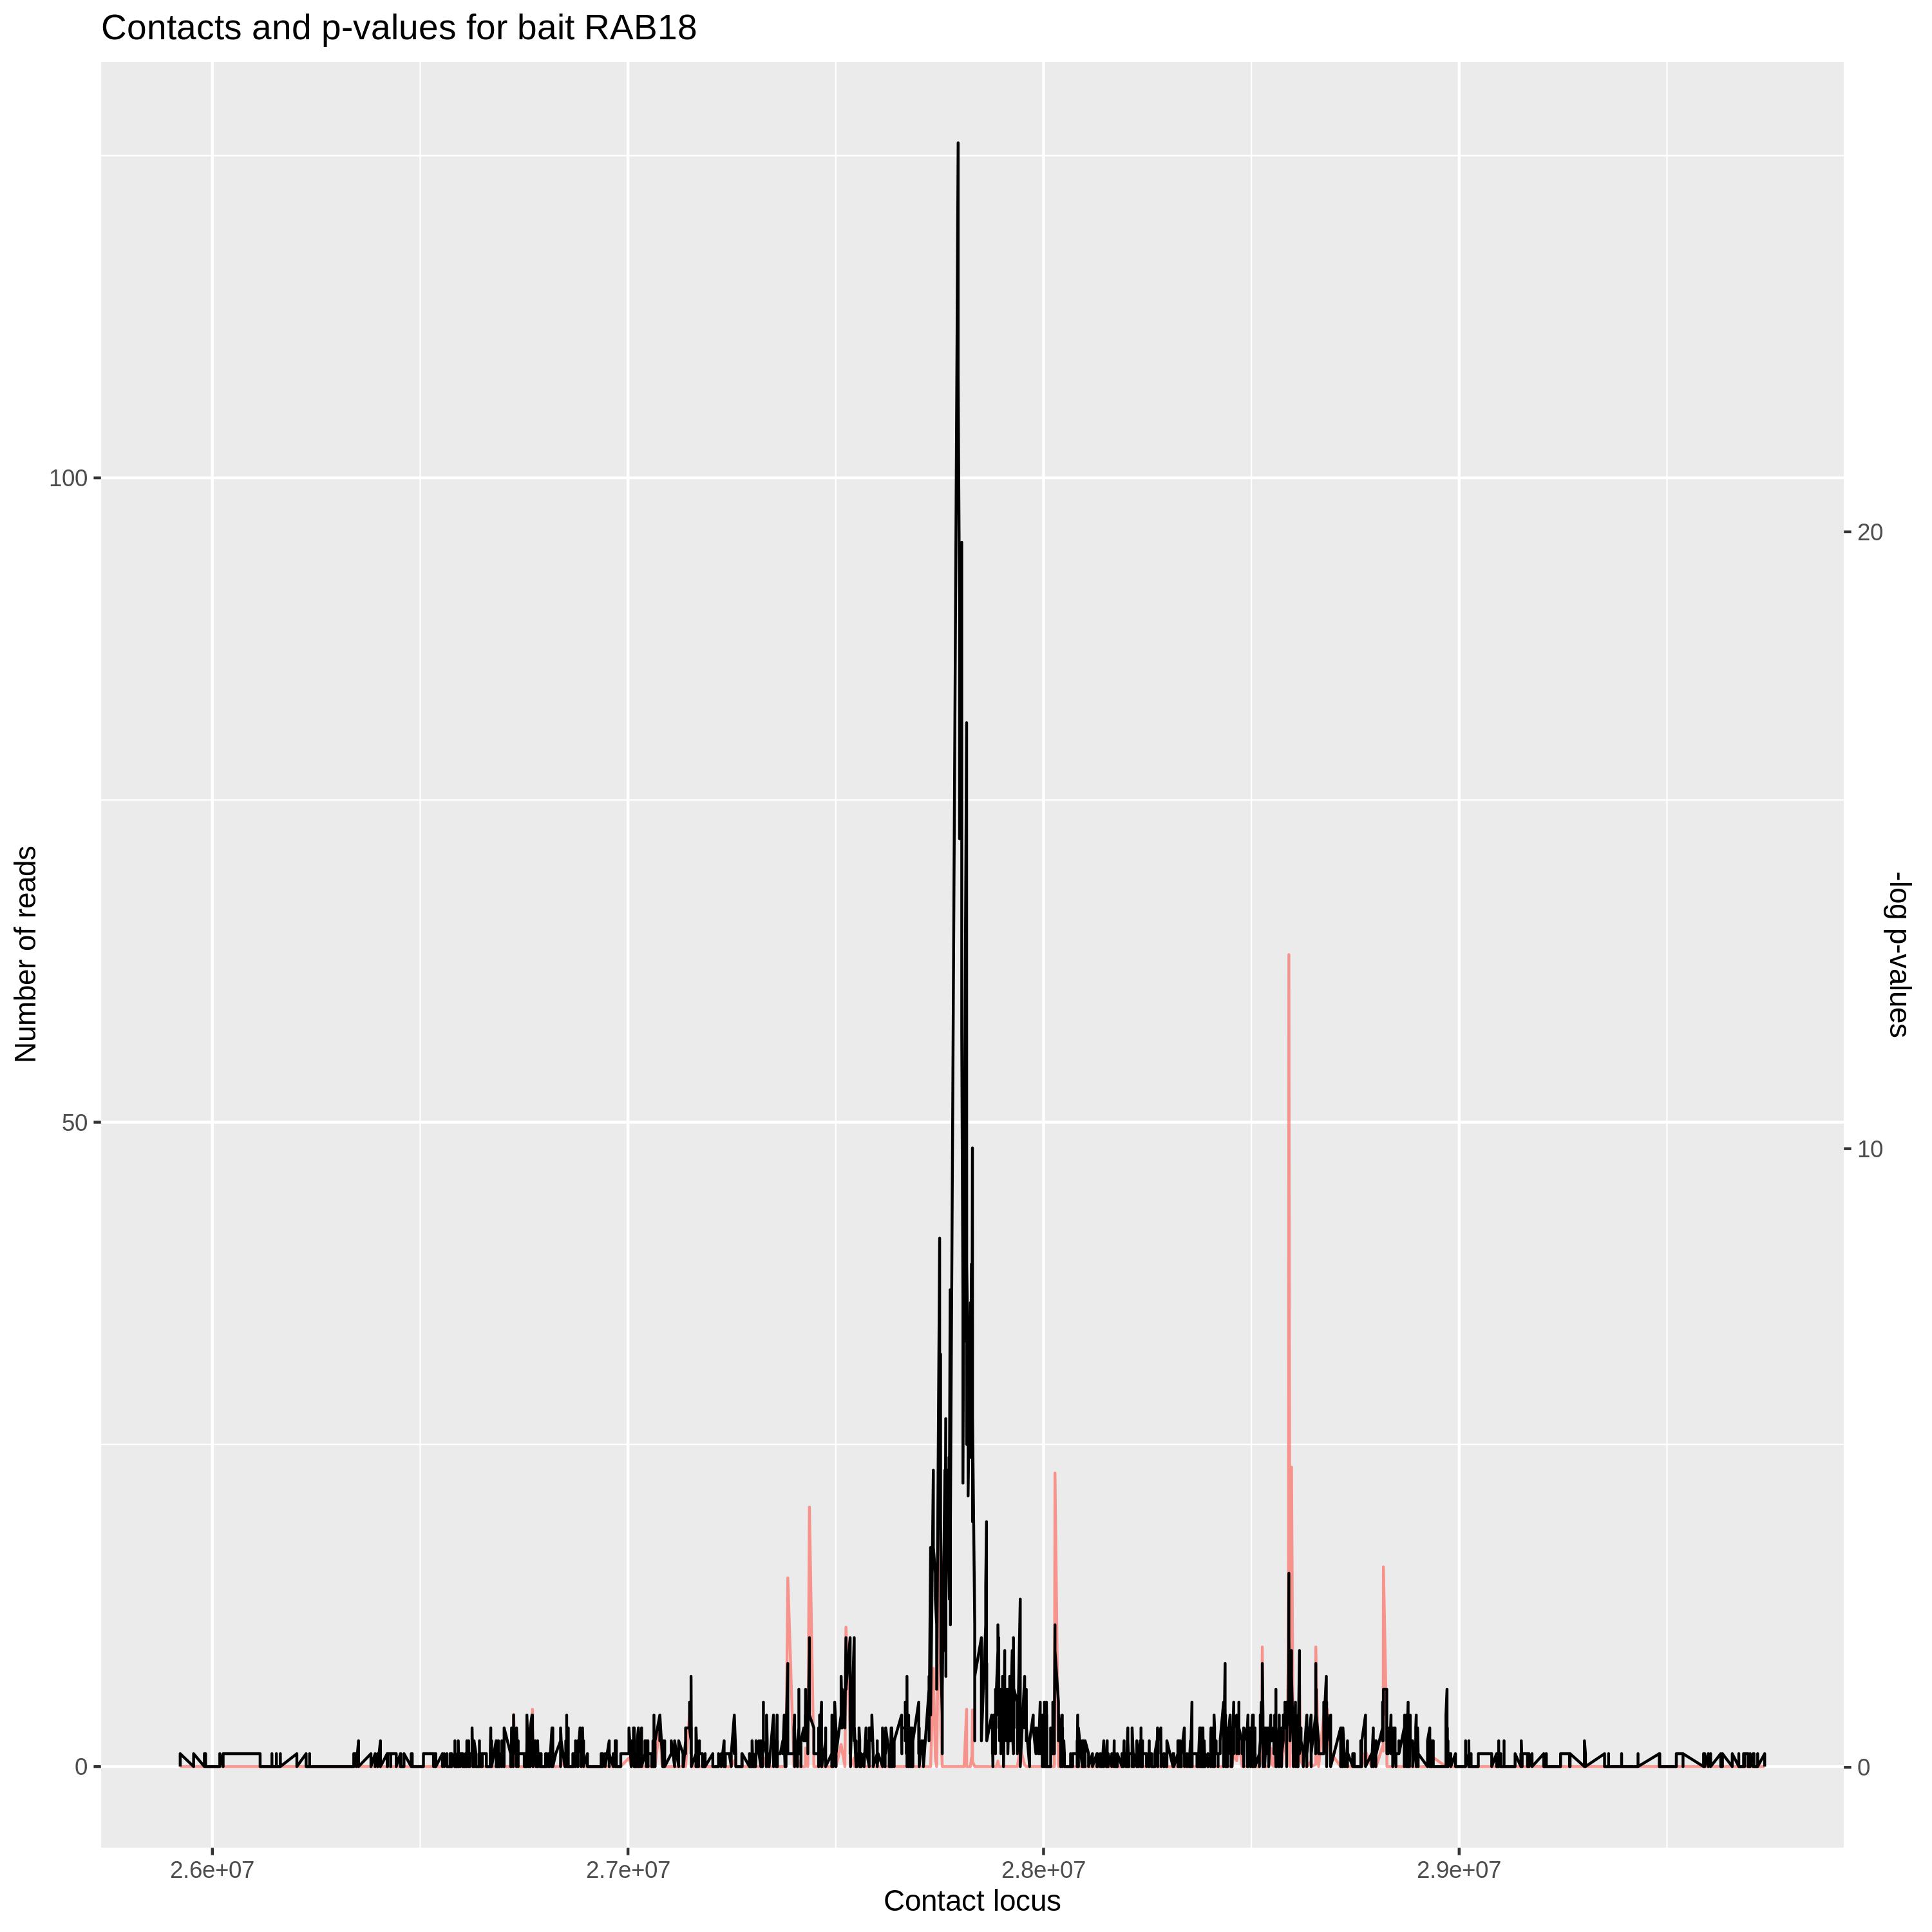 Contacts and p-values for bait RAB18
100
50
0
Number of reads
20
10
0
-log p-values
2.6e+07
2.7e+07
2.8e+07
2.9e+07
Contact locus